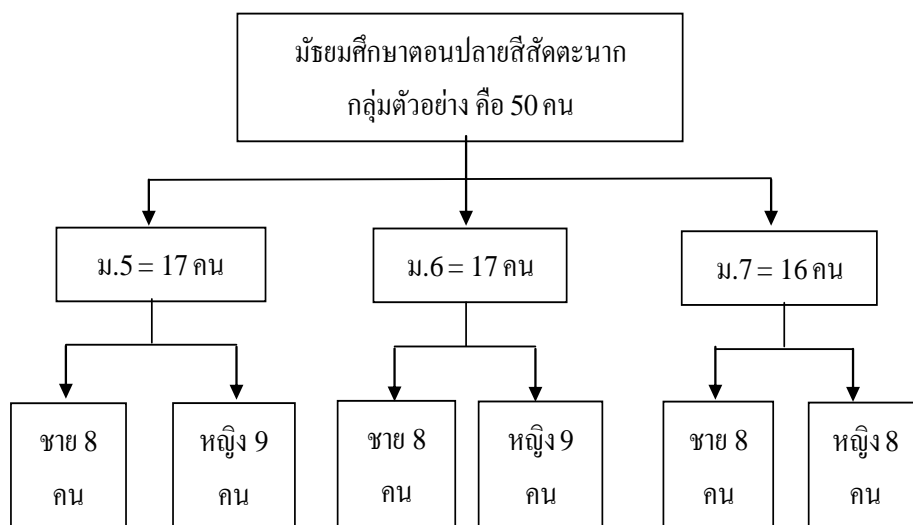 มัธยมศึกษาตอนปลายสีสัดตะนาก
กลุ่มตัวอย่าง คือ 50 คน
ม.5 = 17 คน
ม.6 = 17 คน
ม.7 = 16 คน
ชาย 8
คน
หญิง 9
คน
ชาย 8
คน
หญิง 9
คน
ชาย 8
คน
หญิง 8
คน